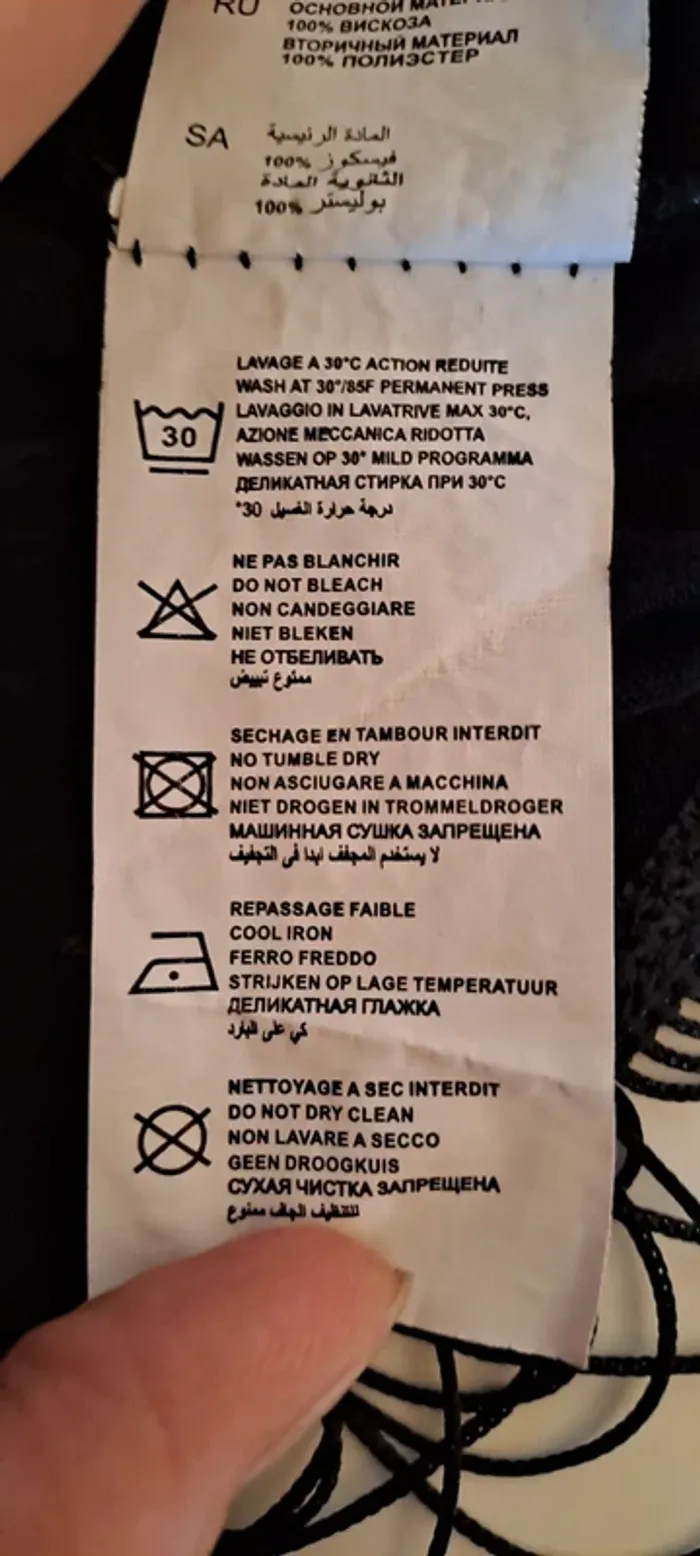 RU
ОСНОВНОЙ
100% ВИСКОЗА
ВТОРИЧНЫЙ МАТЕРИАЛ
100% ПОЛИЭСТЕР
SA
المادة الرئيسية
فيسكوز 100%
الثانوية المادة
بوليستر 100%
30
LAVAGE A 30°C ACTION REDUITE
WASH AT 30°/85F PERMANENT PRESS
LAVAGGIO IN LAVATRIVE MAX 30°C,
AZIONE MECCANICA RIDOTTA
WASSEN OP 30° MILD PROGRAMMA
ДЕЛИКАТНАЯ СТИРКА ПРИ 30°C
درجة حرارة الغسيل 30°
NE PAS BLANCHIR
DO NOT BLEACH
NON CANDEGGIARE
NIET BLEKEN
НЕ ОТБЕЛИВАТЬ
ممنوع تبييض
SECHAGE EN TAMBOUR INTERDIT
NO TUMBLE DRY
NON ASCIUGARE A MACCHINA
NIET DROGEN IN TROMMELDROGER
МАШИННАЯ СУШКА ЗАПРЕЩЕНА
لا يستخدم المجفف ابدا في التجفيف
REPASSAGE FAIBLE
COOL IRON
FERRO FREDDO
STRIJKEN OP LAGE TEMPERATUUR
ДЕЛИКАТНАЯ ГЛАЖКА
كي على البارد
NETTOYAGE A SEC INTERDIT
DO NOT DRY CLEAN
NON LAVARE A SECCO
GEEN DROOGKUIS
СУХАЯ ЧИСТКА ЗАПРЕЩЕНА
للتنظيف الجاف ممنوع